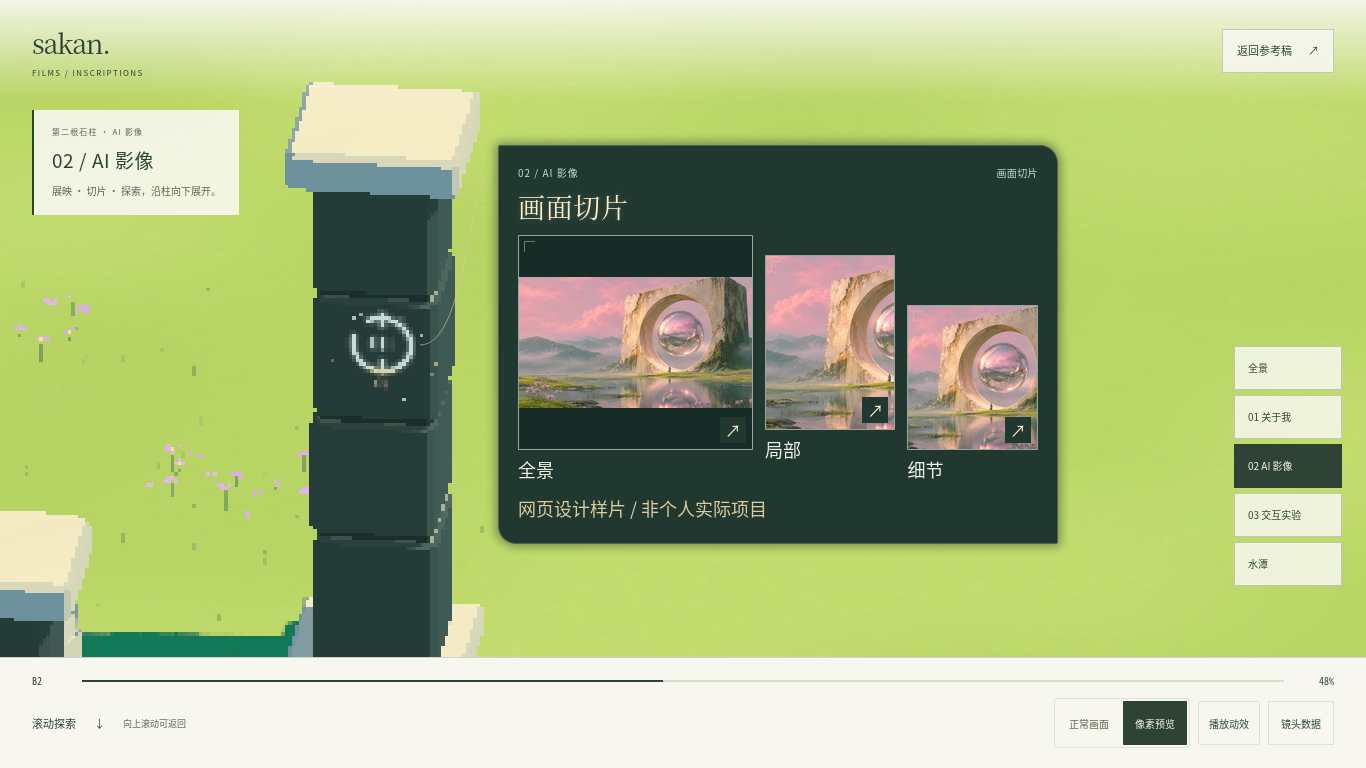 sakan.
FILMS / INSCRIPTIONS
返回参考稿 ↗
第二根石柱 · AI 影像
02 / AI 影像
展映 · 切片 · 探索，沿柱向下展开。
02 / AI 影像
画面切片
画面切片
全景
局部
细节
网页设计样片 / 非个人实际项目
全景
01 关于我
02 AI 影像
03 交互实验
水潭
B2
48%
滚动探索 ↓ 向上滚动可返回
正常画面 像素预览 播放动效 镜头数据